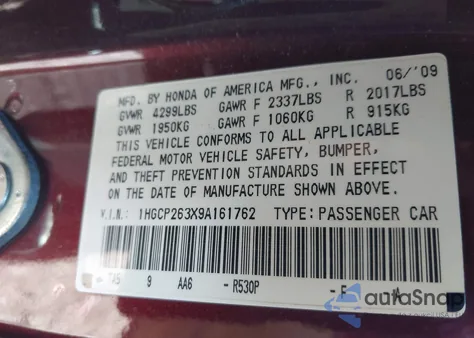 MFD. BY HONDA OF AMERICA MFG., INC. 06/'09
GVWR 4299LBS GAWR F 2337LBS R 2017LBS
GVWR 1950KG GAWR F 1060KG R 915KG
THIS VEHICLE CONFORMS TO ALL APPLICABLE
FEDERAL MOTOR VEHICLE SAFETY, BUMPER,
AND THEFT PREVENTION STANDARDS IN EFFECT
ON THE DATE OF MANUFACTURE SHOWN ABOVE.
V.I.N.: 1HGCP263X9A161762 TYPE: PASSENGER CAR
TA5 9 AA6 -R530P - E A
autoSnap